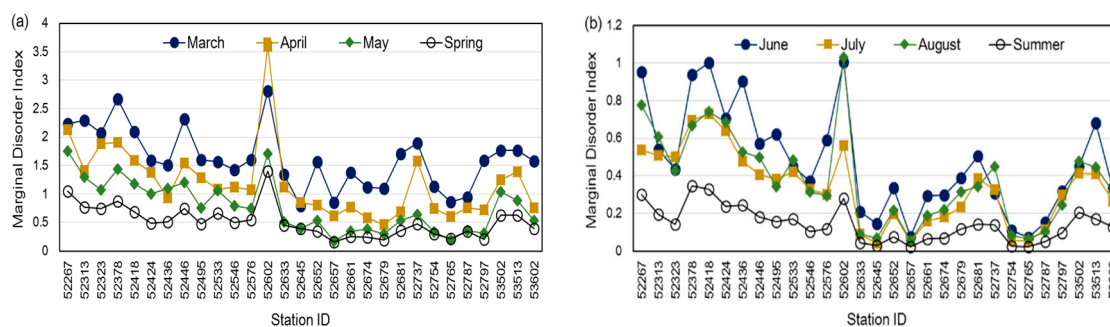 (a)
Marginal Disorder Index
4
3.5
3
2.5
2
1.5
1
0.5
0
March April May Spring
52267 52313 52323 52378 52418 52424 52436 52446 52495 52533 52546 52576 52602 52633 52645 52652 52657 52661 52674 52679 52681 52737 52754 52765 52787 52797 53502 53513 53602
Station ID
(b)
Marginal Disorder Index
1.2
1
0.8
0.6
0.4
0.2
0
June July August Summer
52267 52313 52323 52378 52418 52424 52436 52446 52495 52533 52546 52576 52602 52633 52645 52652 52657 52661 52674 52679 52681 52737 52754 52765 52787 52797 53502 53513
Station ID